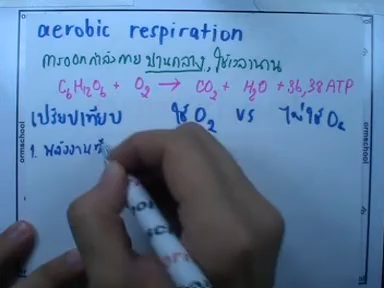 aerobic respiration
การออกกำลังกาย ปานกลาง, ใช้เวลานาน
C6H12O6 + O2 → CO2 + H2O + 36,38 ATP
เปรียบเทียบ ใช้ O2 vs ไม่ใช้ O2
1. พลังงานที่
ormschool
ormschool